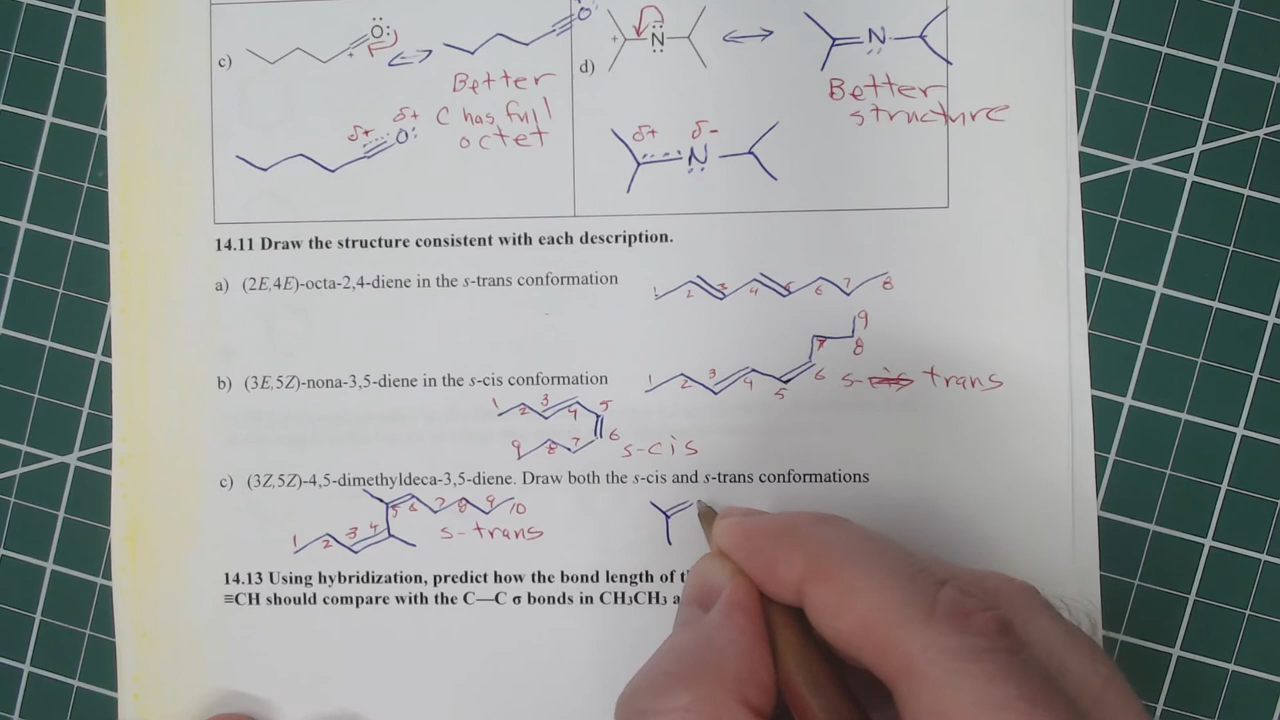 c)
+
:Ö:
O:
Better
C has full
octet
δ+
δ+
O:
d)
+
N
N
Better
structure
δ+
δ-
N
14.11 Draw the structure consistent with each description.
a) (2E,4E)-octa-2,4-diene in the s-trans conformation
1 2 3 4 5 6 7 8
b) (3E,5Z)-nona-3,5-diene in the s-cis conformation
1 2 3 4 5 6 7 8 9
s-cis trans
1 2 3 4 5 6 7 8 9
s-cis
c) (3Z,5Z)-4,5-dimethyldeca-3,5-diene. Draw both the s-cis and s-trans conformations
1 2 3 4 5 6 7 8 9 10
s-trans
14.13 Using hybridization, predict how the bond length of
≡CH should compare with the C—C σ bonds in CH3CH3